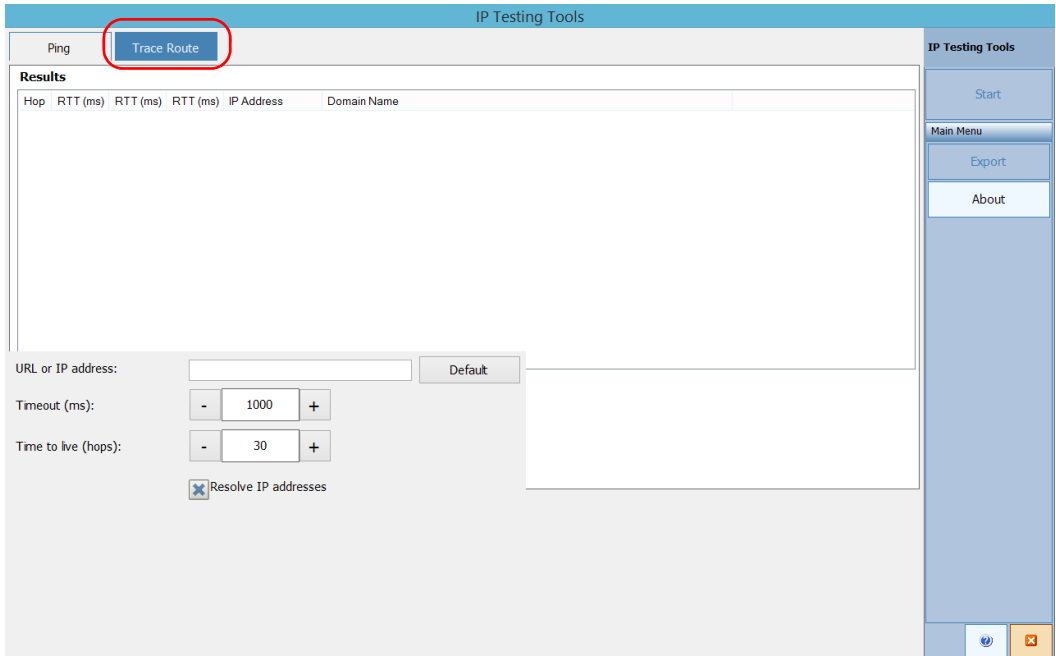 IP Testing Tools
Ping
Trace Route
IP Testing Tools
Results
Start
Hop RTT (ms) RTT (ms) RTT (ms) IP Address Domain Name
Main Menu
Export
About
URL or IP address:
Default
Timeout (ms):
- 1000 +
Time to live (hops):
- 30 +
Resolve IP addresses